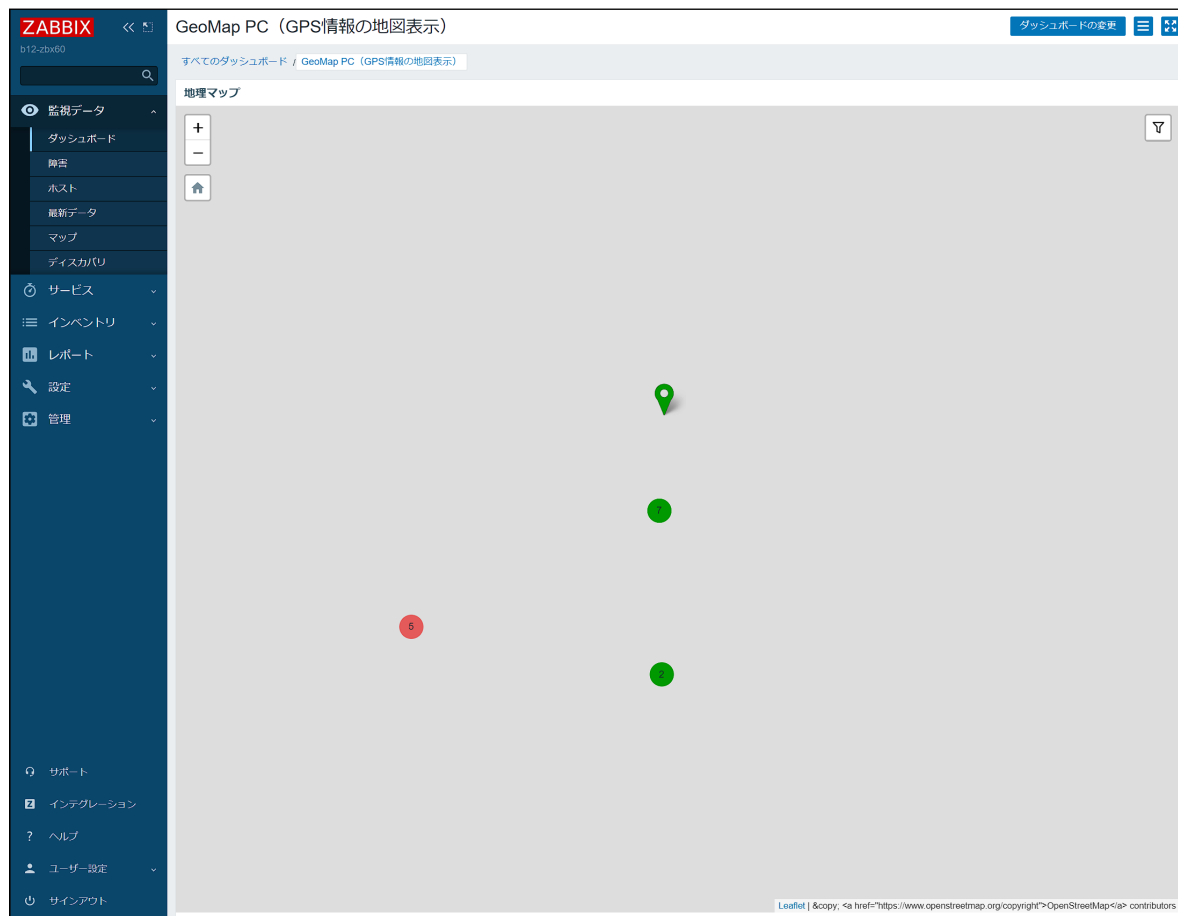 ZABBIX
b12-zbx60
監視データ
ダッシュボード
障害
ホスト
最新データ
マップ
ディスカバリ
サービス
インベントリ
レポート
設定
管理
サポート
Z インテグレーション
? ヘルプ
ユーザー設定
サインアウト
GeoMap PC（GPS情報の地図表示）
ダッシュボードの変更
すべてのダッシュボード / GeoMap PC（GPS情報の地図表示）
地理マップ
+
−
7
5
2
Leaflet | &copy; <a href="https://www.openstreetmap.org/copyright">OpenStreetMap</a> contributors